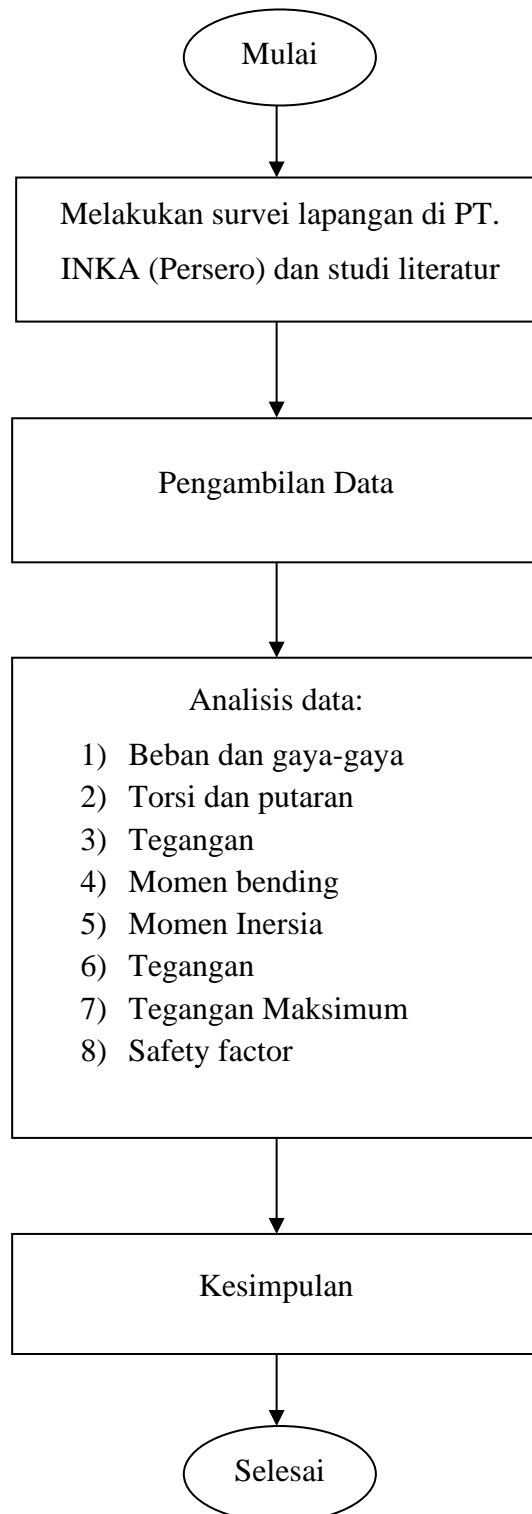 Mulai
Melakukan survei lapangan di PT.
INKA (Persero) dan studi literatur
Pengambilan Data
Analisis data:
1) Beban dan gaya-gaya
2) Torsi dan putaran
3) Tegangan
4) Momen bending
5) Momen Inersia
6) Tegangan
7) Tegangan Maksimum
8) Safety factor
Kesimpulan
Selesai